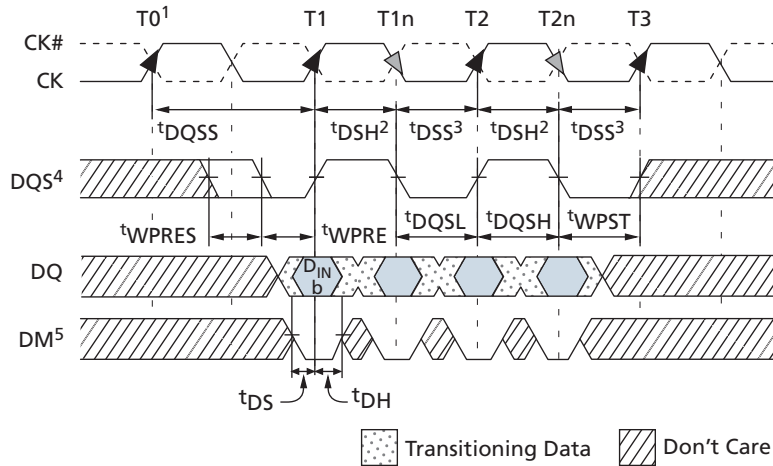 T0¹ T1 T1n T2 T2n T3
CK#
CK
ᵗDQSS ᵗDSH² ᵗDSS³ ᵗDSH² ᵗDSS³
DQS⁴
ᵗDQSL ᵗDQSH ᵗWPST
ᵗWPRES ᵗWPRE
DQ
DIN
b
DM⁵
ᵗDS ᵗDH
Transitioning Data Don't Care